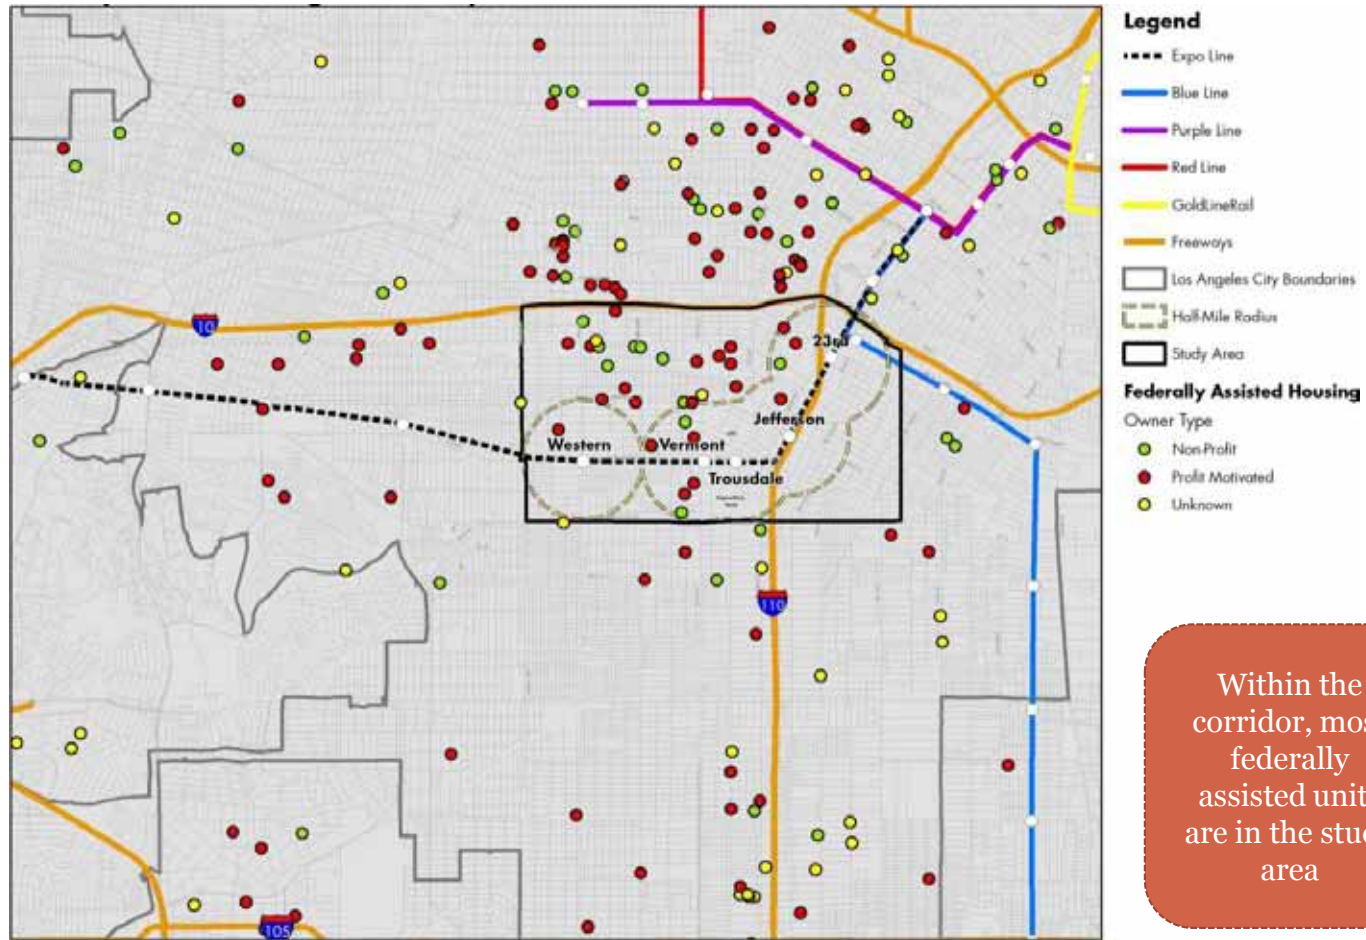 Legend
Expo Line
Blue Line
Purple Line
Red Line
GoldLineRail
Freeways
Los Angeles City Boundaries
Half-Mile Radius
Study Area
Federally Assisted Housing
Owner Type
Non-Profit
Profit Motivated
Unknown
10
23rd
Jefferson
Western
Vermont
Trousdale
110
105
Within the
corridor, mos
federally
assisted unit
are in the stu
area